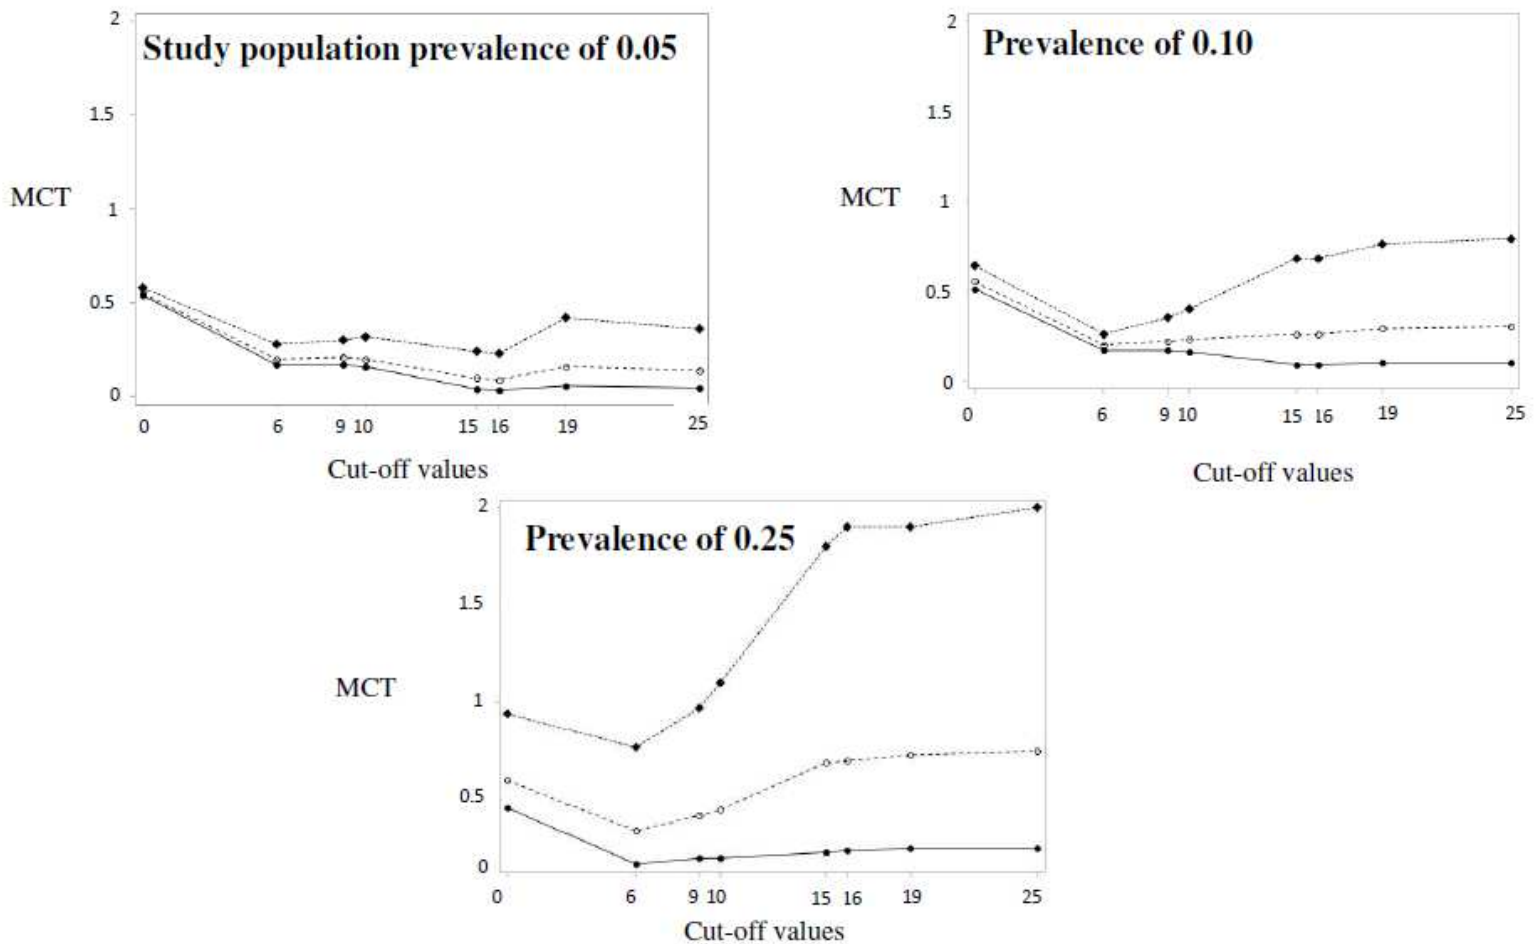 Study population prevalence of 0.05
2
1.5
MCT
1
0.5
0
0 6 9 10 15 16 19 25
Cut-off values
Prevalence of 0.10
2
1.5
MCT
1
0.5
0
0 6 9 10 15 16 19 25
Cut-off values
Prevalence of 0.25
2
1.5
MCT
1
0.5
0
0 6 9 10 15 16 19 25
Cut-off values